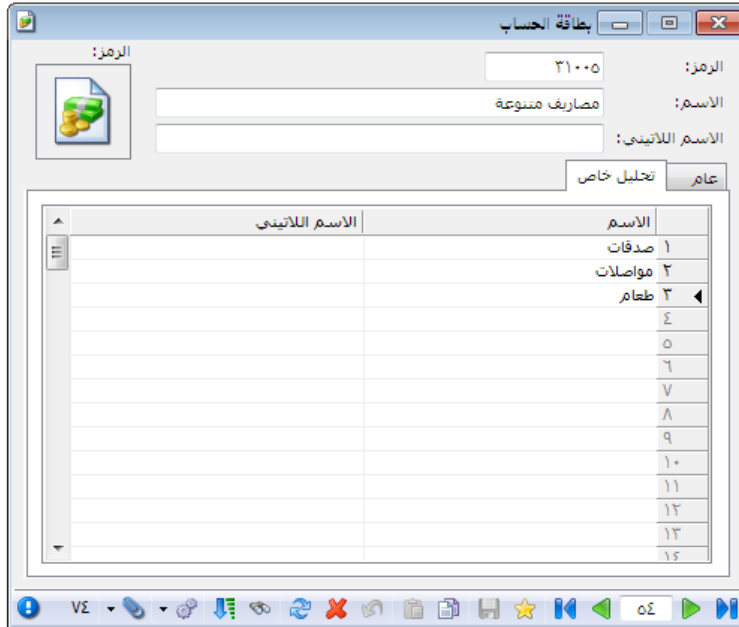 بطاقة الحساب
الرمز: ٣١٠٠٥
الرمز:
الاسم: مصاريف متنوعة
الاسم اللاتيني:
عام تحليل خاص
الاسم الاسم اللاتيني
١ صدقات
٢ مواصلات
٣ طعام
٤
٥
٦
٧
٨
٩
١٠
١١
١٢
١٣
١٤
٥٤ ٧٤